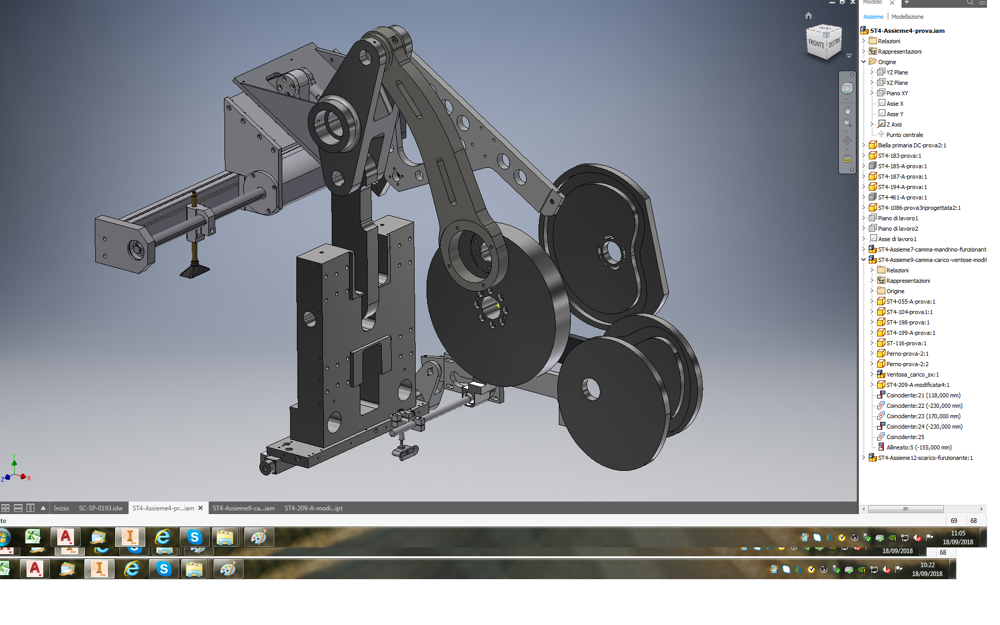 Modello
FRONTE
DESTRA
Assieme
Modellazione
ST4-Assieme4-prova.iam
Relazioni
Rappresentazioni
Origine
YZ Plane
XZ Plane
Piano XY
Asse X
Asse Y
Z Axis
Punto centrale
Biella primaria DC-prova2:1
ST4-183-prova:1
ST4-185-A-prova:1
ST4-187-A-prova:1
ST4-194-A-prova:1
ST4-461-A-prova:1
ST4-1086-prova3riprogettata2:1
Piano di lavoro1
Piano di lavoro2
Asse di lavoro1
ST4-Assieme7-camma-mandrino-funzionant
ST4-Assieme9-camma-carico-ventose-modif
Relazioni
Rappresentazioni
Origine
ST4-055-A-prova:1
ST4-104-prova1:1
ST4-198-prova:1
ST4-199-A-prova:1
ST-116-prova:1
Perno-prova-2:1
Perno-prova-2:2
Ventosa_carico_sx:1
ST4-209-A-modificata4:1
Coincidente:21 (118,000 mm)
Coincidente:22 (-230,000 mm)
Coincidente:23 (170,000 mm)
Coincidente:24 (-230,000 mm)
Coincidente:25
Allineato:5 (-155,000 mm)
ST4-Assieme12-scarico-funzionante:1
Y
Z
X
Inizio SC-SP-0193.idw ST4-Assieme4-pr...iam ST4-Assieme9-ca...iam ST4-209-A-modi...ipt
to
69 68
11:05
18/09/2018
18/09/2018
68
10:22
18/09/2018